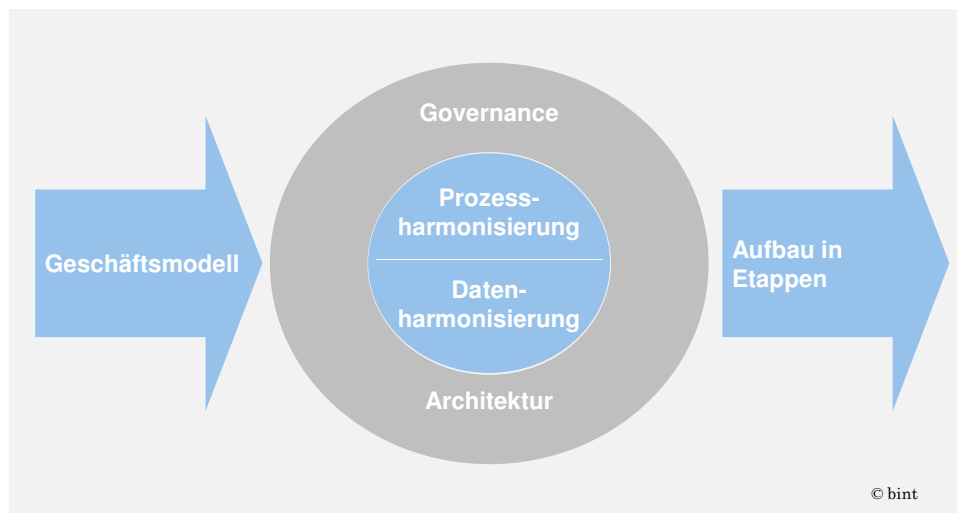 Governance
Prozess-
harmonisierung
Geschäftsmodell
Aufbau in
Etappen
Daten-
harmonisierung
Architektur
© bint